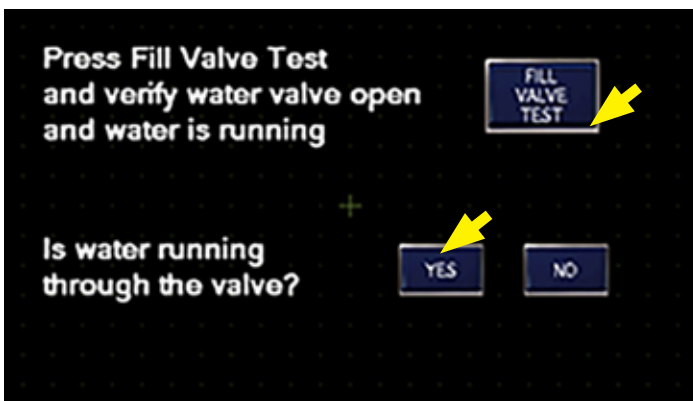 Press Fill Valve Test
and verify water valve open
and water is running
FILL
VALVE
TEST
Is water running
through the valve?
YES
NO